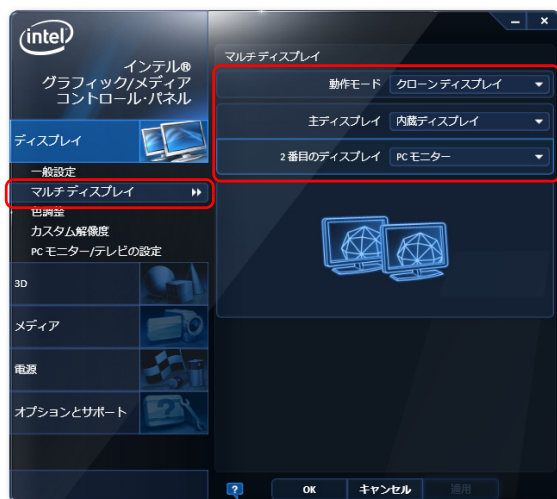 intel
インテル®
グラフィック/メディア
コントロール・パネル
ディスプレイ
一般設定
マルチディスプレイ
色調整
カスタム解像度
PC モニター/テレビの設定
3D
メディア
電源
オプションとサポート
マルチディスプレイ
動作モード クローンディスプレイ
主ディスプレイ 内蔵ディスプレイ
2 番目のディスプレイ PC モニター
?
OK キャンセル 適用